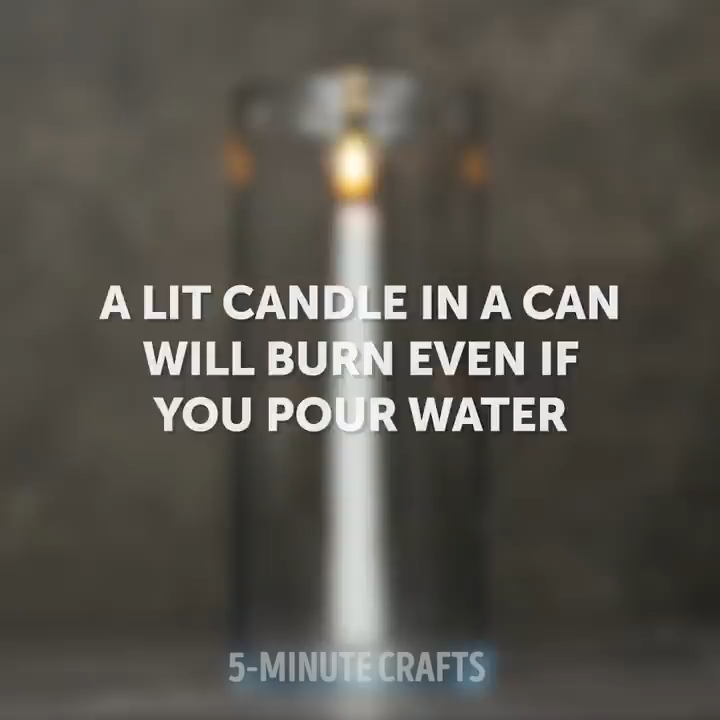 A LIT CANDLE IN A CAN
WILL BURN EVEN IF
YOU POUR WATER
5-MINUTE CRAFTS